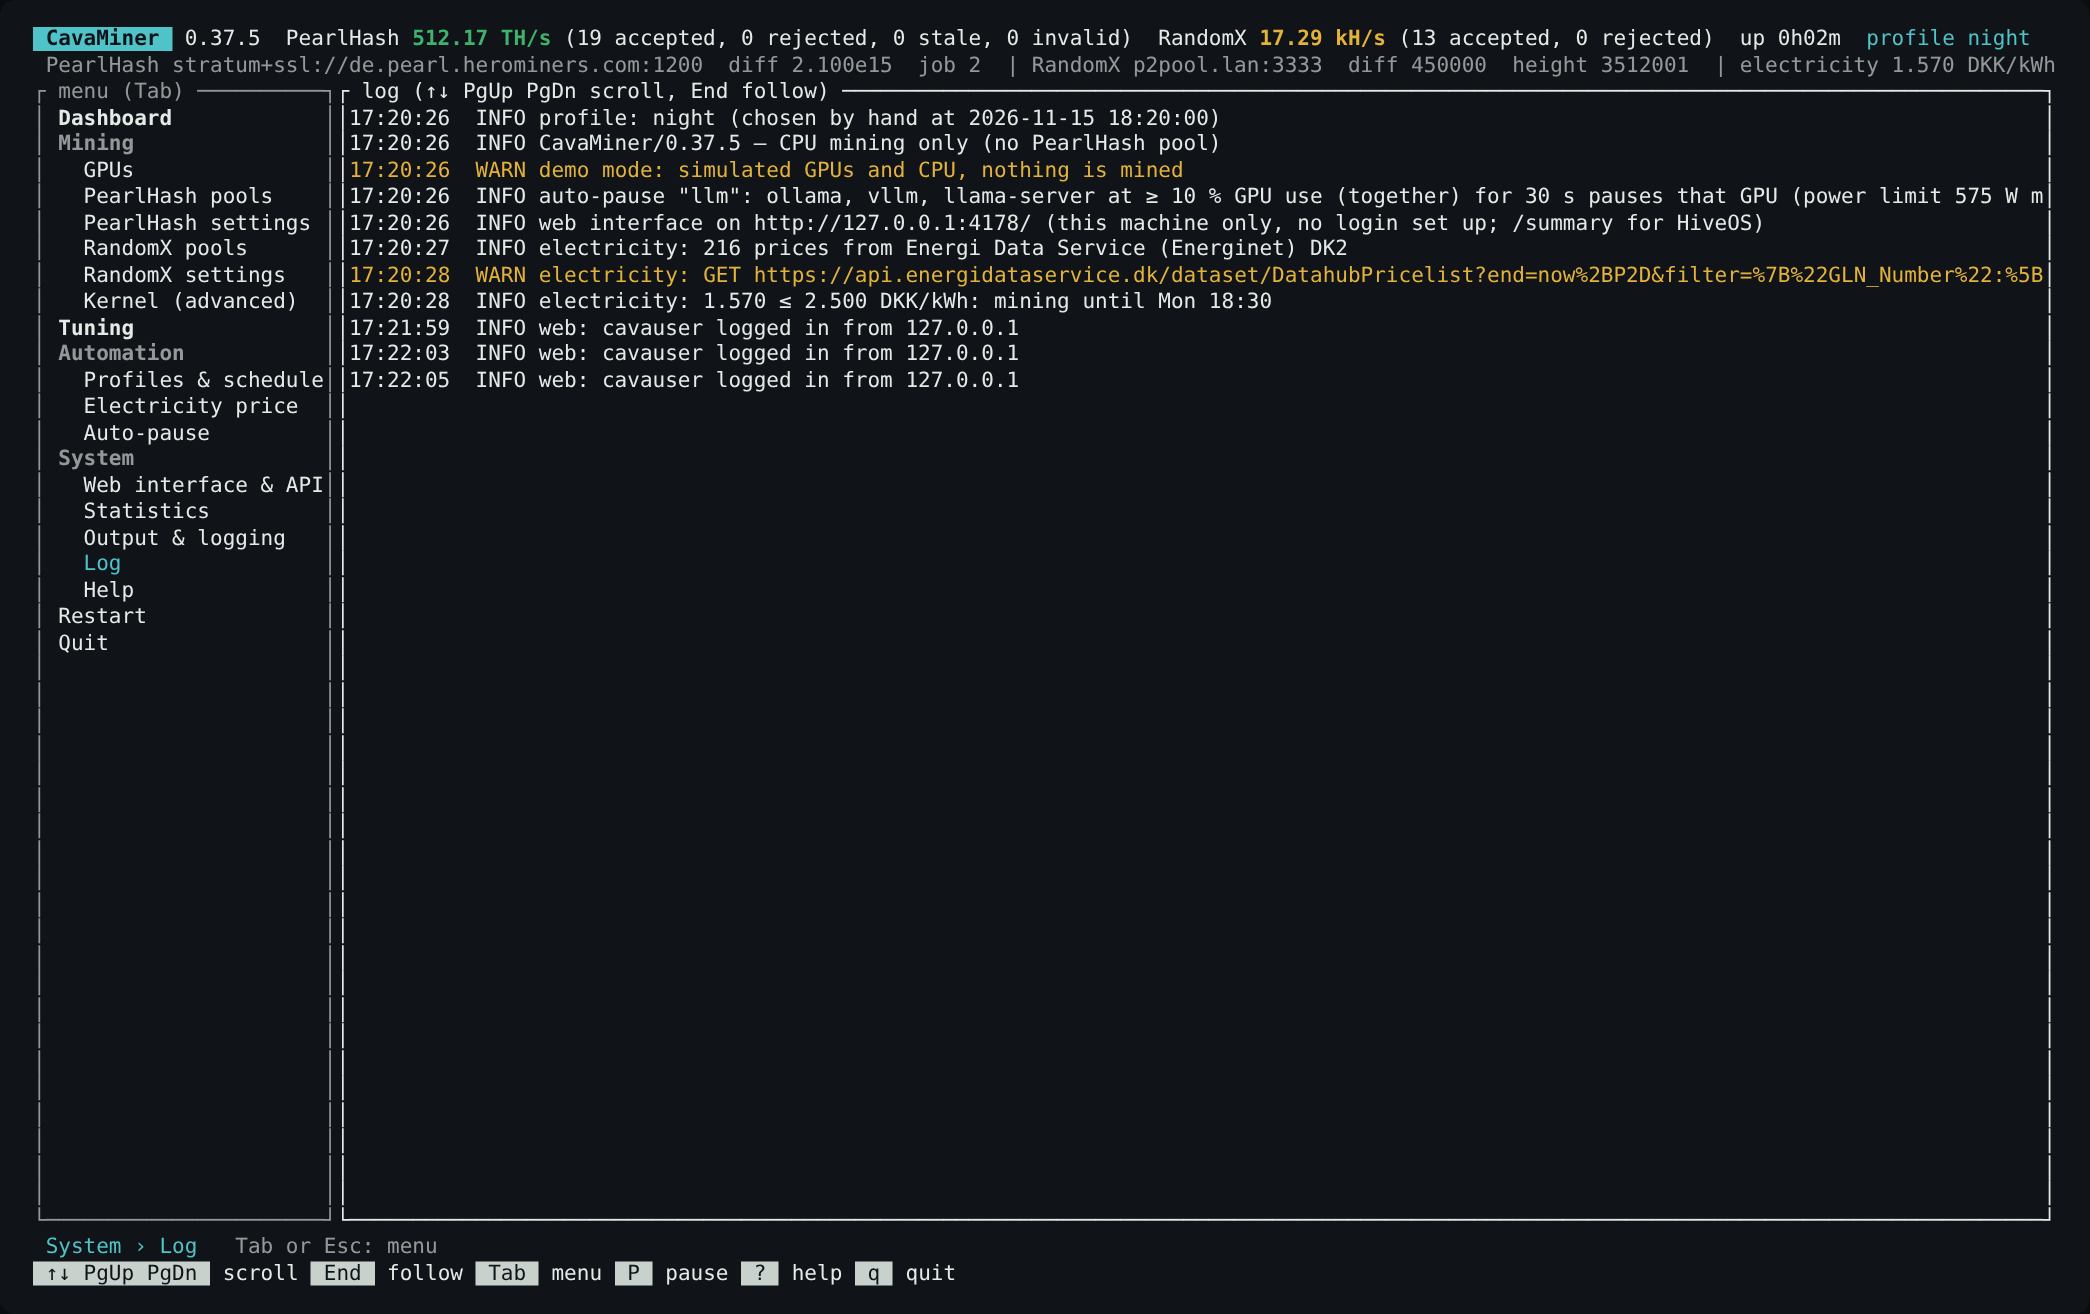 CavaMiner 0.37.5 PearlHash 512.17 TH/s (19 accepted, 0 rejected, 0 stale, 0 invalid) RandomX 17.29 kH/s (13 accepted, 0 rejected) up 0h02m profile night
PearlHash stratum+ssl://de.pearl.herominers.com:1200 diff 2.100e15 job 2 | RandomX p2pool.lan:3333 diff 450000 height 3512001 | electricity 1.570 DKK/kWh
menu (Tab)
Dashboard
Mining
GPUs
PearlHash pools
PearlHash settings
RandomX pools
RandomX settings
Kernel (advanced)
Tuning
Automation
Profiles & schedule
Electricity price
Auto-pause
System
Web interface & API
Statistics
Output & logging
Log
Help
Restart
Quit
log (↑↓ PgUp PgDn scroll, End follow)
17:20:26 INFO profile: night (chosen by hand at 2026-11-15 18:20:00)
17:20:26 INFO CavaMiner/0.37.5 — CPU mining only (no PearlHash pool)
17:20:26 WARN demo mode: simulated GPUs and CPU, nothing is mined
17:20:26 INFO auto-pause "llm": ollama, vllm, llama-server at ≥ 10 % GPU use (together) for 30 s pauses that GPU (power limit 575 W m
17:20:26 INFO web interface on http://127.0.0.1:4178/ (this machine only, no login set up; /summary for HiveOS)
17:20:27 INFO electricity: 216 prices from Energi Data Service (Energinet) DK2
17:20:28 WARN electricity: GET https://api.energidataservice.dk/dataset/DatahubPricelist?end=now%2BP2D&filter=%7B%22GLN_Number%22:%5B
17:20:28 INFO electricity: 1.570 ≤ 2.500 DKK/kWh: mining until Mon 18:30
17:21:59 INFO web: cavauser logged in from 127.0.0.1
17:22:03 INFO web: cavauser logged in from 127.0.0.1
17:22:05 INFO web: cavauser logged in from 127.0.0.1
System › Log Tab or Esc: menu
↑↓ PgUp PgDn scroll End follow Tab menu P pause ? help q quit